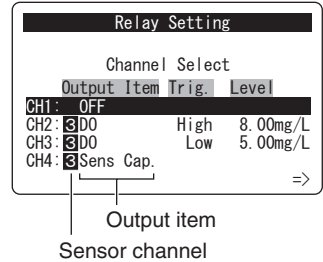 Relay Setting
Channel Select
Output Item Trig. Level
CH1: OFF
CH2: 3 DO High 8.00mg/L
CH3: 3 DO Low 5.00mg/L
CH4: 3 Sens Cap.
=>
Output item
Sensor channel